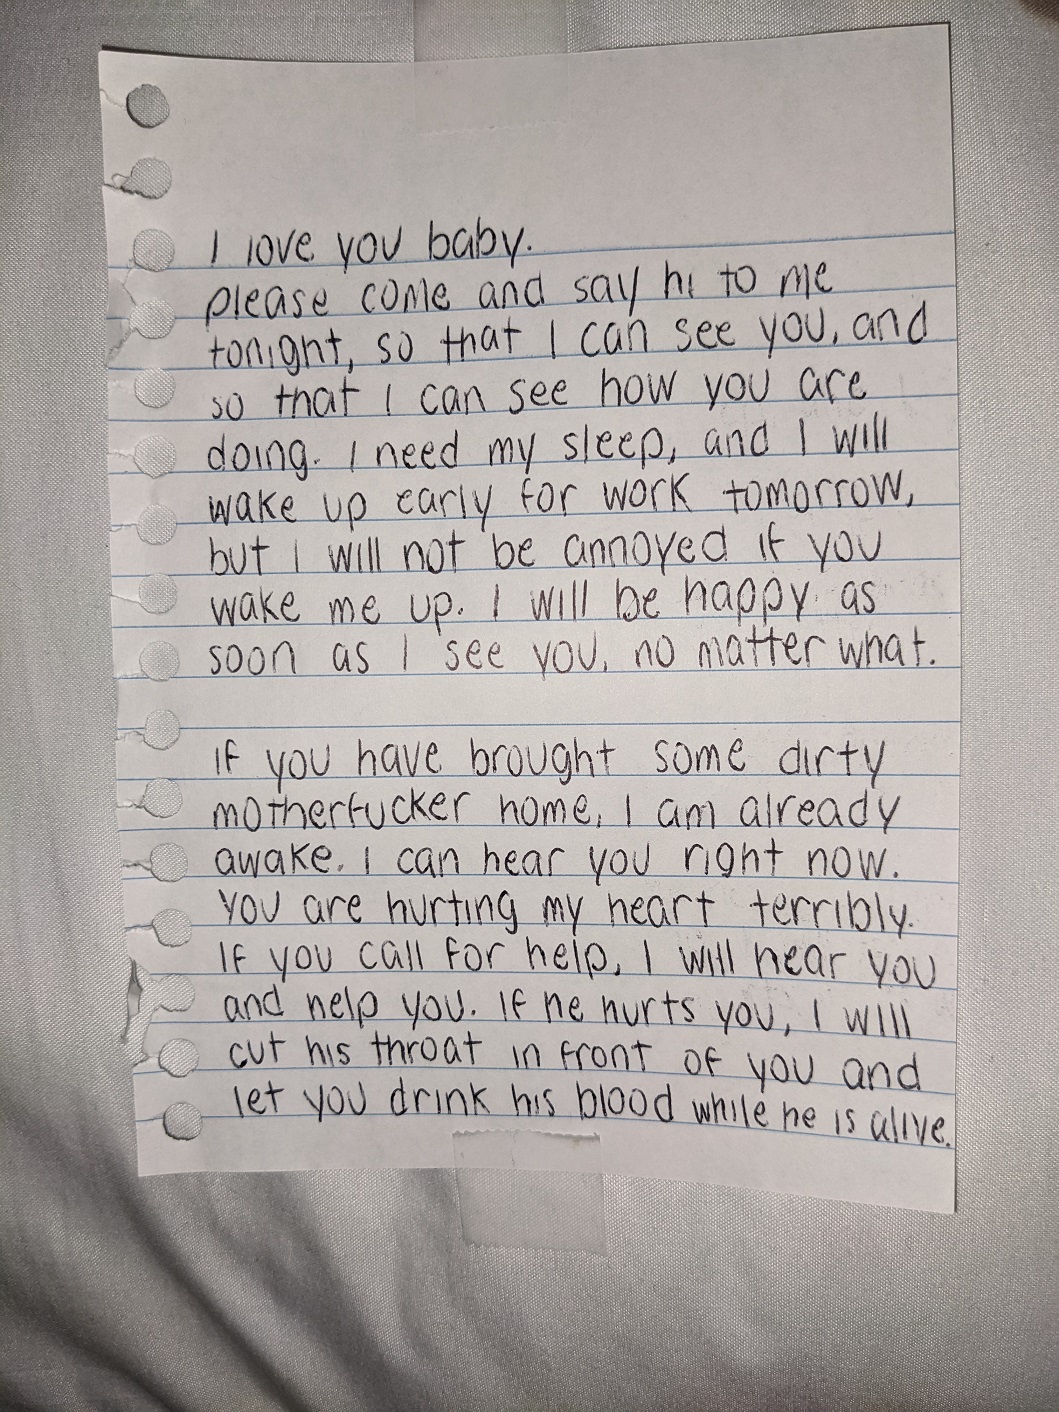 I love you baby.
please come and say hi to me
tonight, so that I can see you, and
so that I can see how you are
doing. I need my sleep, and I will
wake up early for work tomorrow,
but I will not be annoyed if you
wake me up. I will be happy as
soon as I see you, no matter what.
If you have brought some dirty
motherfucker home, I am already
awake. I can hear you right now.
You are hurting my heart terribly.
If you call for help, I will hear you
and help you. If he hurts you, I will
cut his throat in front of you and
let you drink his blood while he is alive.